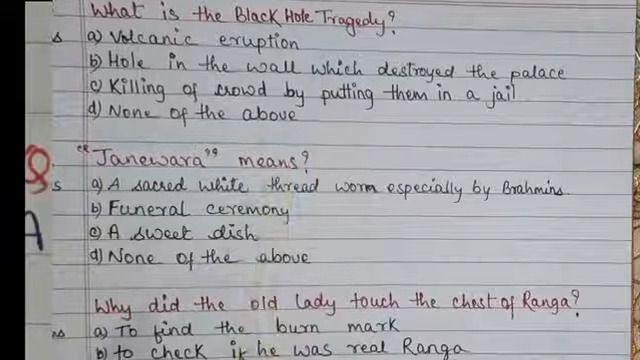 What is the Black Hole Tragedy?
a) Volcanic eruption
b) Hole in the wall which destroyed the palace
c) Killing of crowd by putting them in a jail
d) None of the above
"Janewara" means?
a) A sacred white thread worm especially by Brahmins.
b) Funeral ceremony
c) A sweet dish
d) None of the above
Why did the old lady touch the chest of Ranga?
a) To find the burn mark
b) to check if he was real Ranga